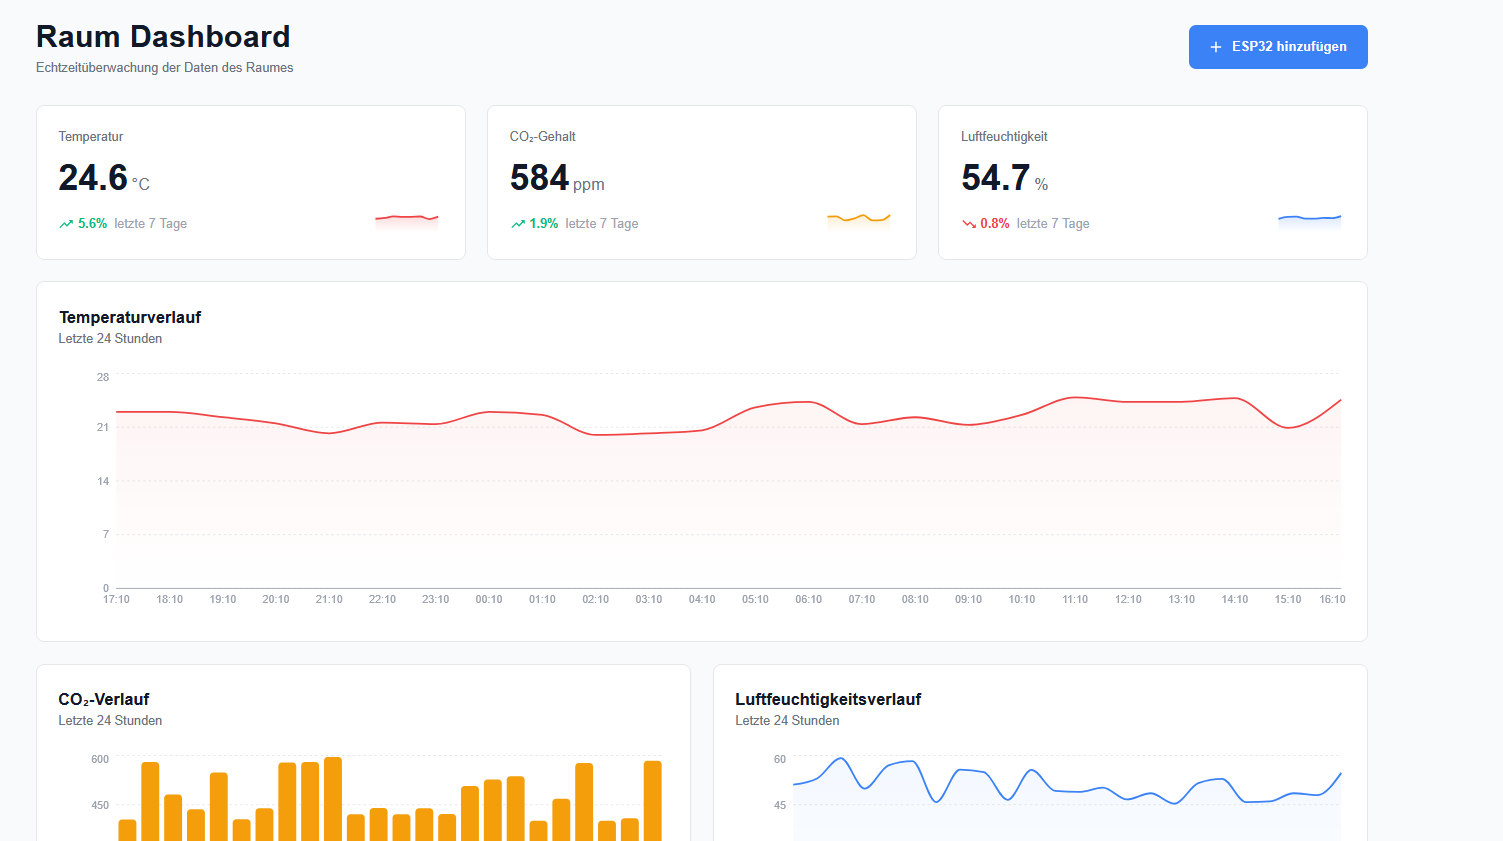 Raum Dashboard
Echtzeitüberwachung der Daten des Raumes
+ ESP32 hinzufügen
Temperatur
24.6 °C
5.6% letzte 7 Tage
CO₂-Gehalt
584 ppm
1.9% letzte 7 Tage
Luftfeuchtigkeit
54.7 %
0.8% letzte 7 Tage
Temperaturverlauf
Letzte 24 Stunden
28
21
14
7
0
17:10 18:10 19:10 20:10 21:10 22:10 23:10 00:10 01:10 02:10 03:10 04:10 05:10 06:10 07:10 08:10 09:10 10:10 11:10 12:10 13:10 14:10 15:10 16:10
CO₂-Verlauf
Letzte 24 Stunden
600
450
Luftfeuchtigkeitsverlauf
Letzte 24 Stunden
60
45